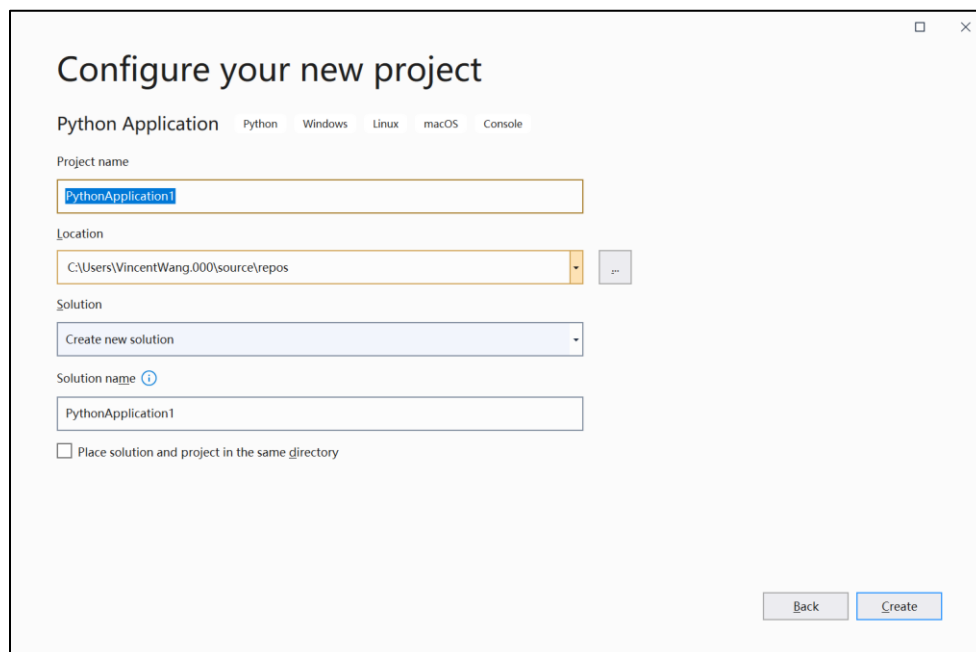 Configure your new project
Python Application Python Windows Linux macOS Console
Project name
PythonApplication1
Location
C:\Users\VincentWang.000\source\repos
...
Solution
Create new solution
Solution name
PythonApplication1
Place solution and project in the same directory
Back Create